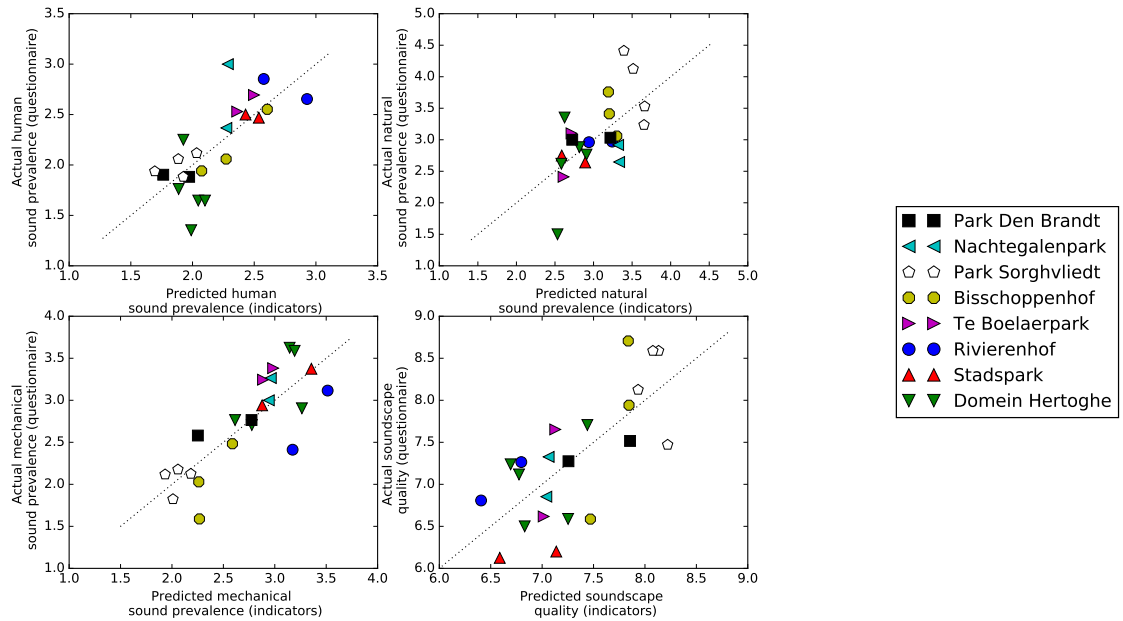 3.5
3.0
2.5
2.0
1.5
1.0
1.0 1.5 2.0 2.5 3.0 3.5
Actual human
sound prevalence (questionnaire)
Predicted human
sound prevalence (indicators)
5.0
4.5
4.0
3.5
3.0
2.5
2.0
1.5
1.0
1.0 1.5 2.0 2.5 3.0 3.5 4.0 4.5 5.0
Actual natural
sound prevalence (questionnaire)
Predicted natural
sound prevalence (indicators)
4.0
3.5
3.0
2.5
2.0
1.5
1.0
1.0 1.5 2.0 2.5 3.0 3.5 4.0
Actual mechanical
sound prevalence (questionnaire)
Predicted mechanical
sound prevalence (indicators)
9.0
8.5
8.0
7.5
7.0
6.5
6.0
6.0 6.5 7.0 7.5 8.0 8.5 9.0
Actual soundscape
quality (questionnaire)
Predicted soundscape
quality (indicators)
Park Den Brandt
Nachtegalenpark
Park Sorghvliedt
Bisschoppenhof
Te Boelaerpark
Rivierenhof
Stadspark
Domein Hertoghe